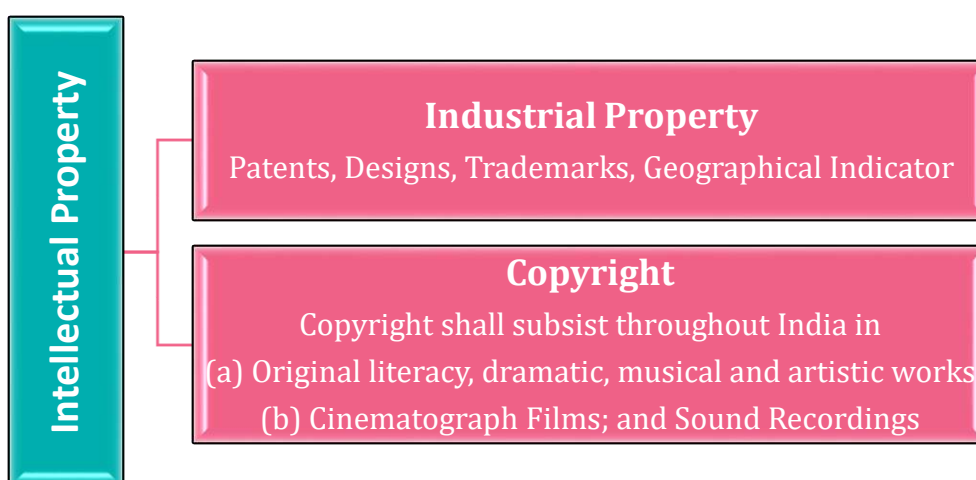 Intellectual Property
Industrial Property
Patents, Designs, Trademarks, Geographical Indicator
Copyright
Copyright shall subsist throughout India in
(a) Original literacy, dramatic, musical and artistic works
(b) Cinematograph Films; and Sound Recordings